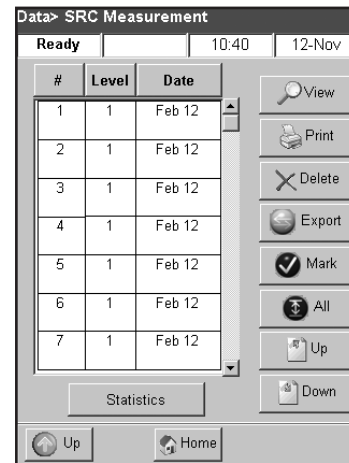 Data> SRC Measurement
Ready 10:40 12-Nov
# Level Date
1 1 Feb 12
2 1 Feb 12
3 1 Feb 12
4 1 Feb 12
5 1 Feb 12
6 1 Feb 12
7 1 Feb 12
Statistics
View
Print
Delete
Export
Mark
All
Up
Down
Up Home